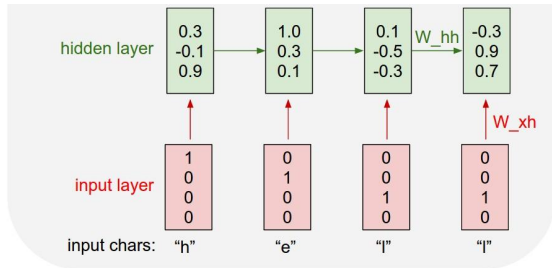 0.3 1.0 0.1 W_hh -0.3
hidden layer -0.1 0.3 -0.5 0.9
0.9 0.1 -0.3 0.7
W_xh
1 0 0 0
0 1 0 0
input layer 0 0 1 1
0 0 0 0
input chars: “h” “e” “l” “l”